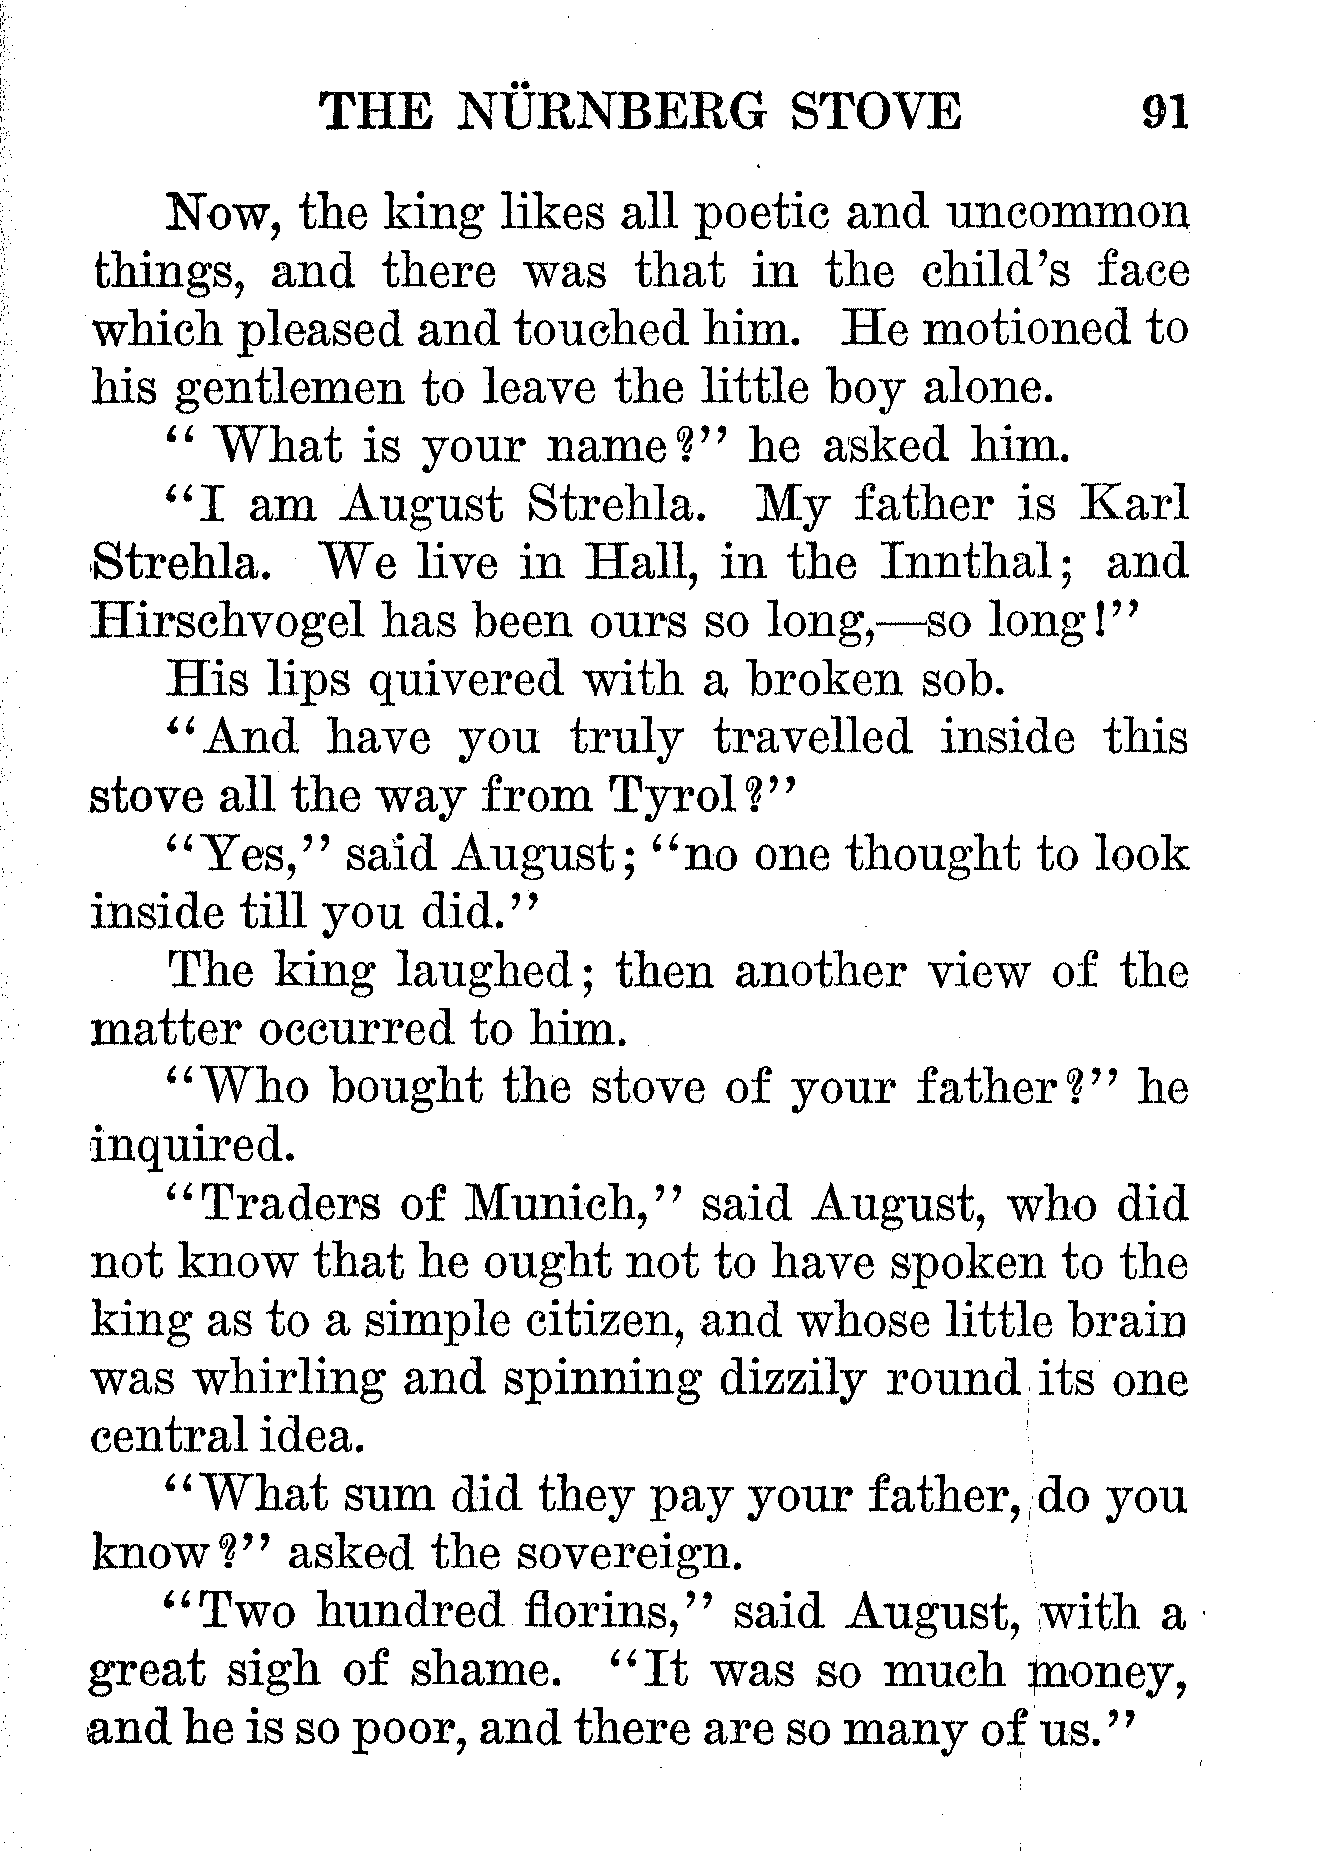 THE NÜRNBERG STOVE 91
Now, the king likes all poetic and uncommon
things, and there was that in the child's face
which pleased and touched him. He motioned to
his gentlemen to leave the little boy alone.
"What is your name?" he asked him.
"I am August Strehla. My father is Karl
Strehla. We live in Hall, in the Innthal; and
Hirschvogel has been ours so long,—so long!"
His lips quivered with a broken sob.
"And have you truly travelled inside this
stove all the way from Tyrol?"
"Yes," said August; "no one thought to look
inside till you did."
The king laughed; then another view of the
matter occurred to him.
"Who bought the stove of your father?" he
inquired.
"Traders of Munich," said August, who did
not know that he ought not to have spoken to the
king as to a simple citizen, and whose little brain
was whirling and spinning dizzily round its one
central idea.
"What sum did they pay your father, do you
know?" asked the sovereign.
"Two hundred florins," said August, with a
great sigh of shame. "It was so much money,
and he is so poor, and there are so many of us."